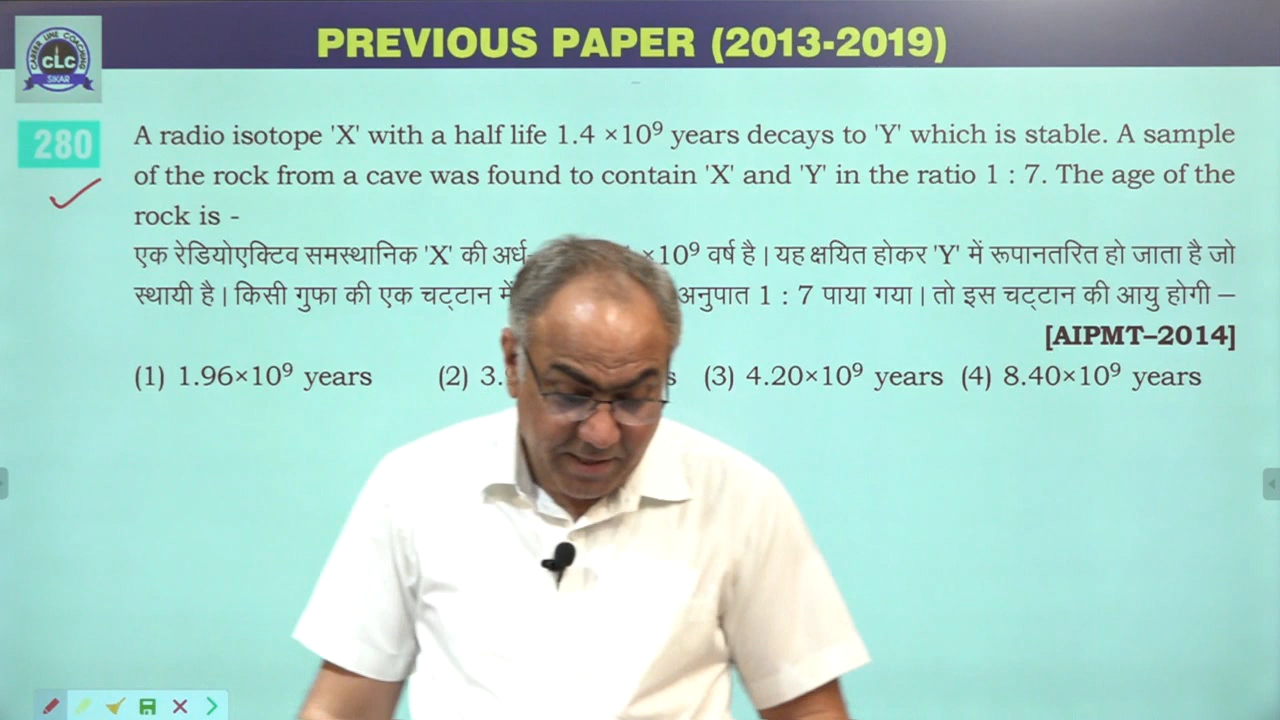 PREVIOUS PAPER (2013-2019)
CAREER LINE COACHING
CLC
SIKAR
280
A radio isotope 'X' with a half life 1.4 ×10⁹ years decays to 'Y' which is stable. A sample
of the rock from a cave was found to contain 'X' and 'Y' in the ratio 1 : 7. The age of the
rock is -
एक रेडियोएक्टिव समस्थानिक 'X' की अर्ध- ×10⁹ वर्ष है। यह क्षयित होकर 'Y' में रूपानतरित हो जाता है जो
स्थायी है। किसी गुफा की एक चट्टान में अनुपात 1 : 7 पाया गया। तो इस चट्टान की आयु होगी –
[AIPMT–2014]
(1) 1.96×10⁹ years (2) 3. s (3) 4.20×10⁹ years (4) 8.40×10⁹ years